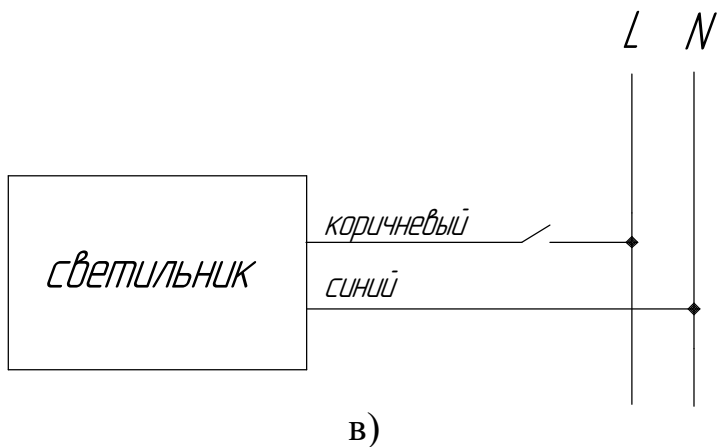 L N
коричневый
светильник
синий
в)